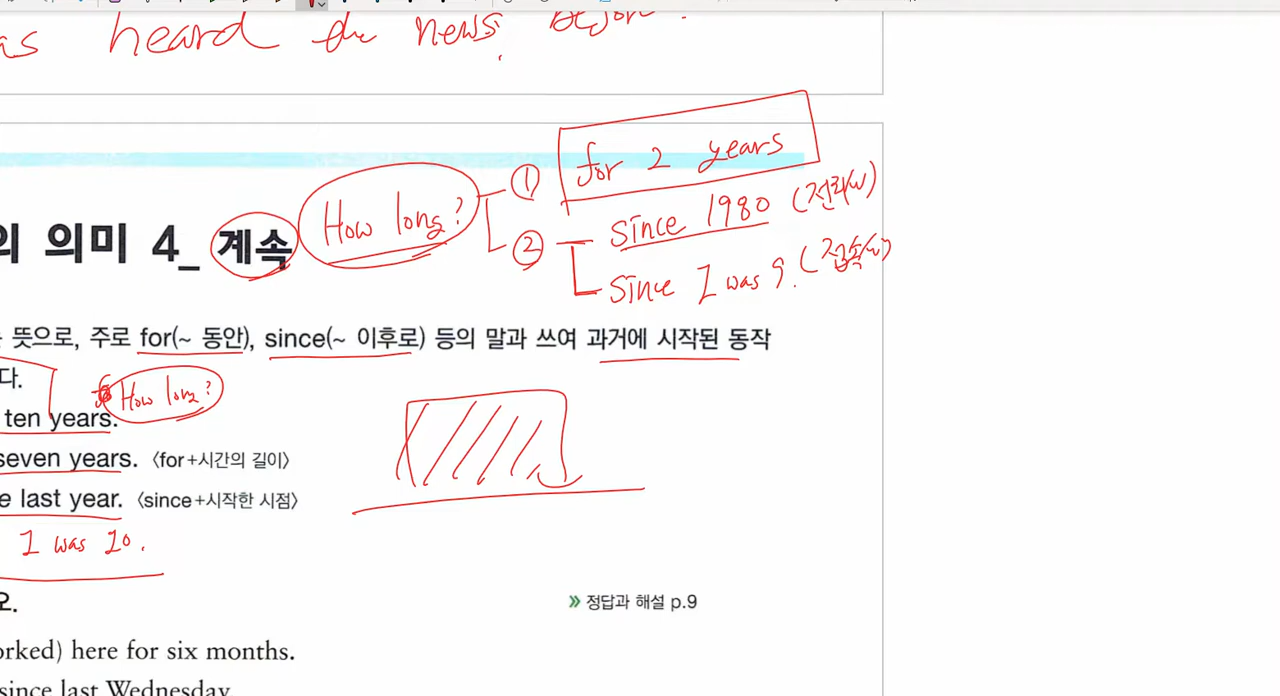 as heard the news before.
for 2 years
How long?
①
②
since 1980 (전치사)
since I was 9. (접속사)
의 의미 4_ 계속
뜻으로, 주로 for(~ 동안), since(~ 이후로) 등의 말과 쓰여 과거에 시작된 동작
다.
How long?
ten years.
seven years. 〈for+시간의 길이〉
e last year. 〈since+시작한 시점〉
I was 10.
오.
» 정답과 해설 p.9
orked) here for six months.
since last Wednesday.